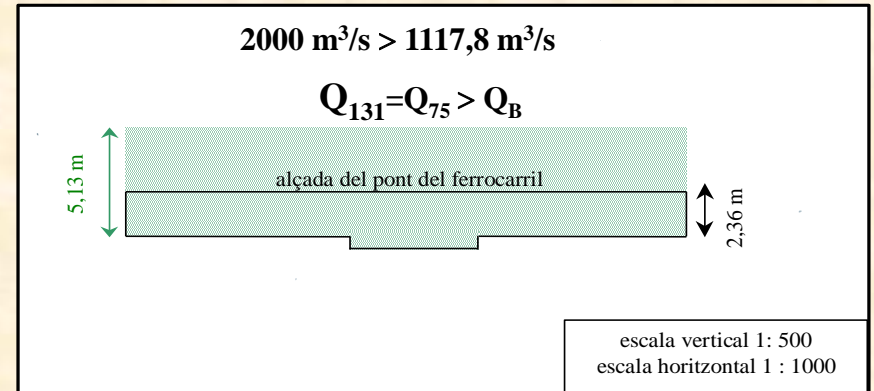 2000 m³/s > 1117,8 m³/s
Q₁₃₁=Q₇₅ > Q_B
5,13 m
alçada del pont del ferrocarril
2,36 m
escala vertical 1: 500
escala horitzontal 1 : 1000